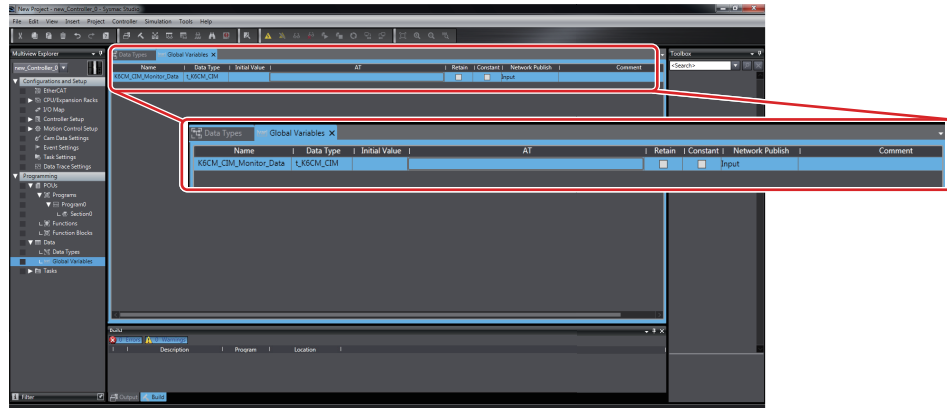 New Project - new_Controller_0 - Sysmac Studio
File Edit View Insert Project Controller Simulation Tools Help
Multiview Explorer
new_Controller_0
Configurations and Setup
EtherCAT
CPU/Expansion Racks
I/O Map
Controller Setup
Motion Control Setup
Cam Data Settings
Event Settings
Task Settings
Data Trace Settings
Programming
POUs
Programs
Program0
Section0
Functions
Function Blocks
Data
Data Types
Global Variables
Tasks
Filter
Data Types Global Variables X
Name Data Type Initial Value AT Retain Constant Network Publish Comment
K6CM_CIM_Monitor_Data t_K6CM_CIM Input
Toolbox
<Search>
Data Types Global Variables X
Name Data Type Initial Value AT Retain Constant Network Publish Comment
K6CM_CIM_Monitor_Data t_K6CM_CIM Input
Build
0 Errors 0 Warnings
Description Program Location
Output Build